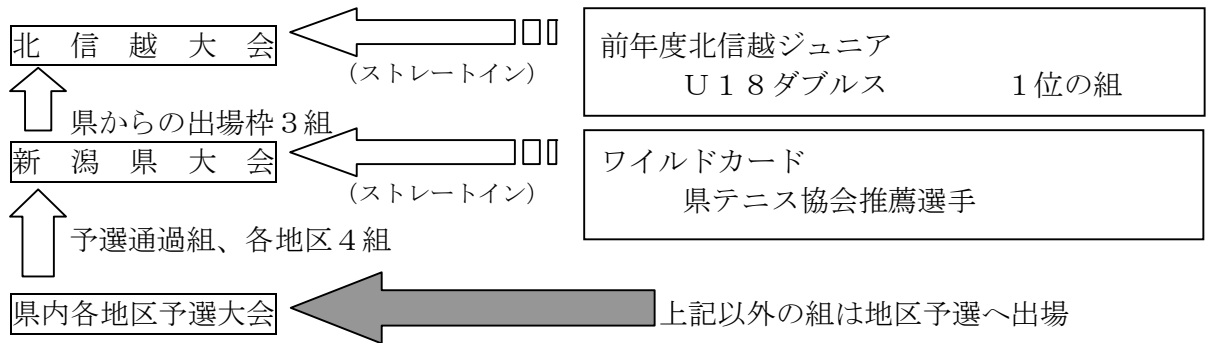 北信越大会
(ストレートイン)
前年度北信越ジュニア
U18ダブルス 1位の組
県からの出場枠3組
新潟県大会
(ストレートイン)
ワイルドカード
県テニス協会推薦選手
予選通過組、各地区4組
県内各地区予選大会
上記以外の組は地区予選へ出場